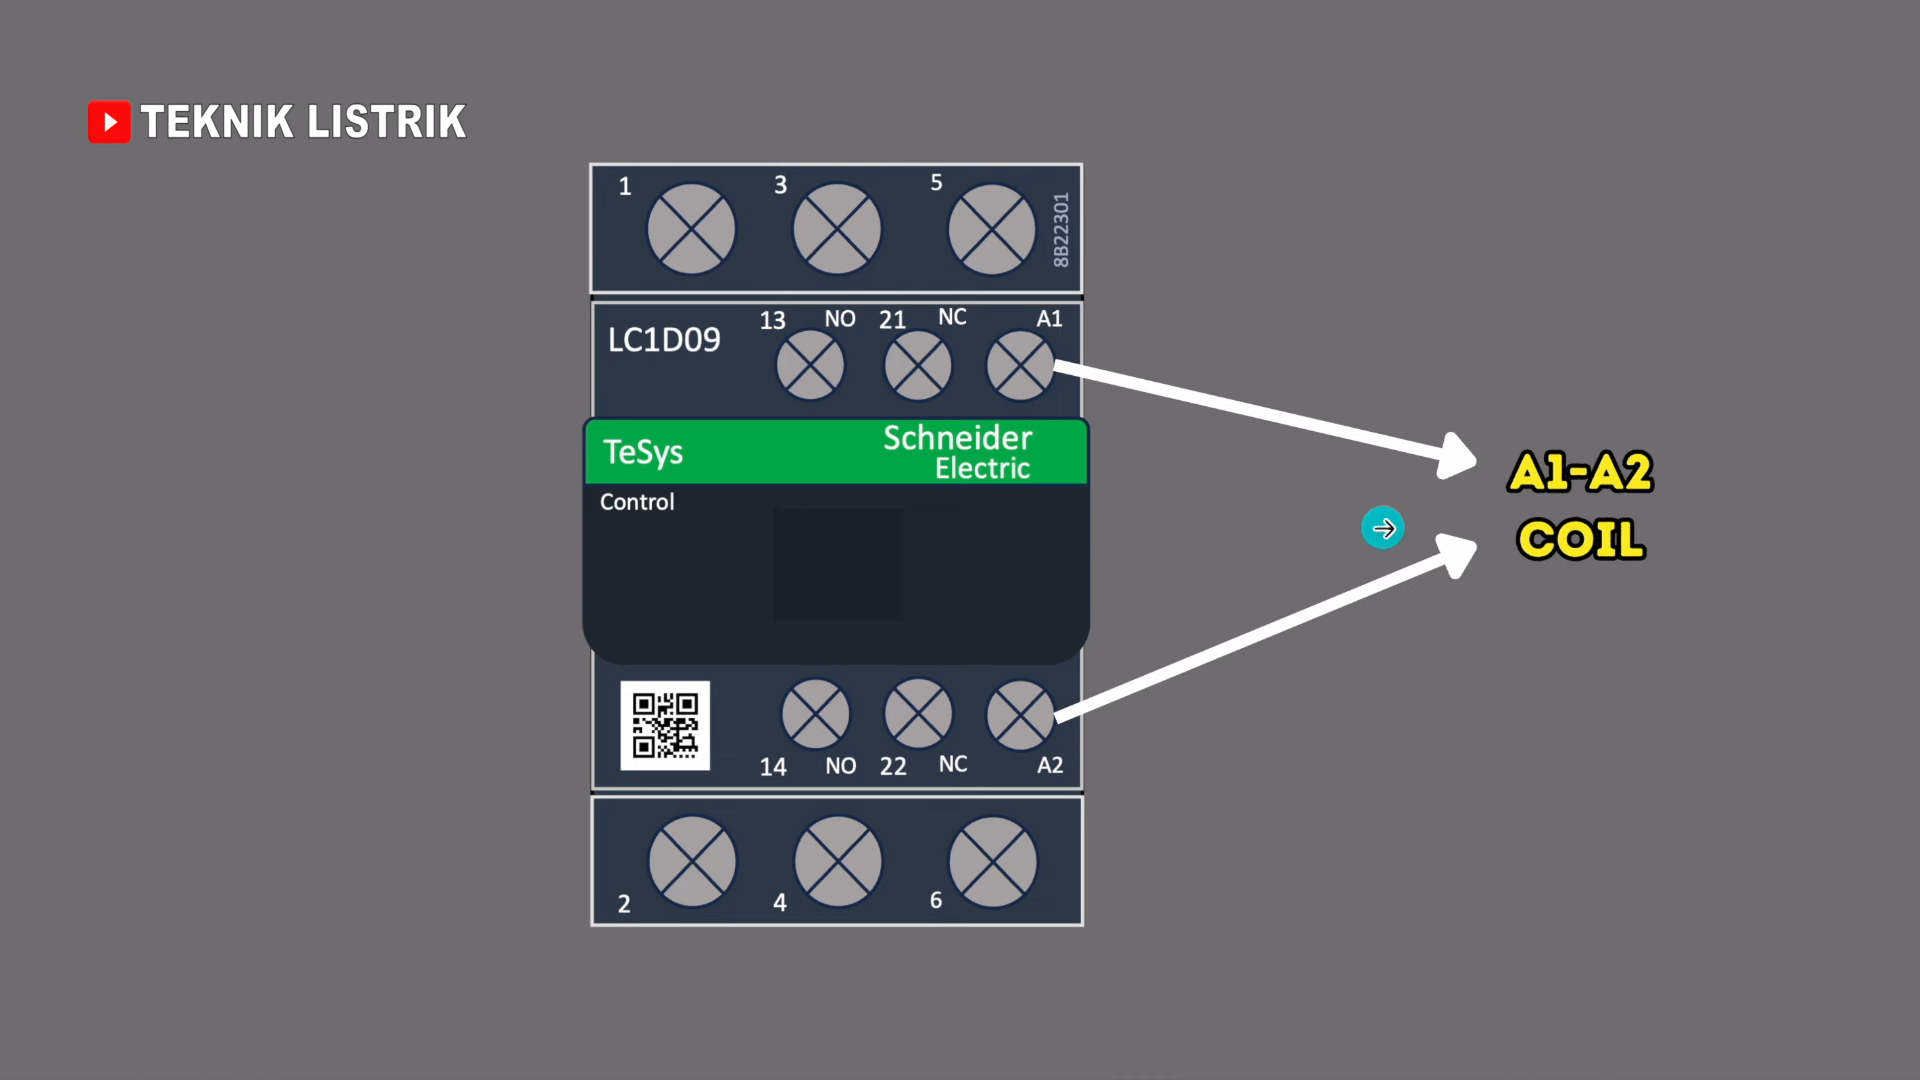 TEKNIK LISTRIK
1 3 5
8B22301
LC1D09
13 NO 21 NC A1
TeSys
Schneider
Electric
Control
A1-A2
COIL
14 NO 22 NC A2
2 4 6